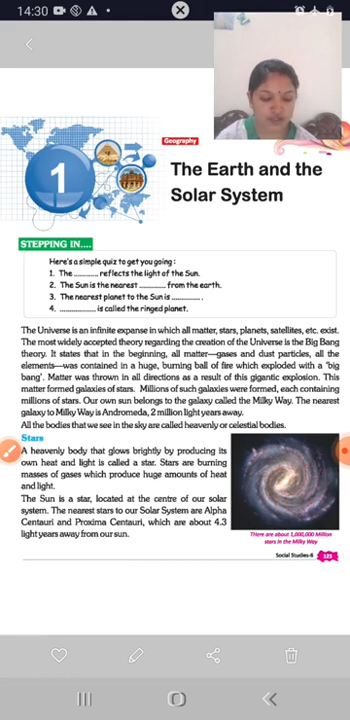 14:30
Geography
1
The Earth and the
Solar System
STEPPING IN....
Here's a simple quiz to get you going :
1. The ............ reflects the light of the Sun.
2. The Sun is the nearest ............. from the earth.
3. The nearest planet to the Sun is ............. .
4. ................. is called the ringed planet.
The Universe is an infinite expanse in which all matter, stars, planets, satellites, etc. exist.
The most widely accepted theory regarding the creation of the Universe is the Big Bang
theory. It states that in the beginning, all matter—gases and dust particles, all the
elements—was contained in a huge, burning ball of fire which exploded with a 'big
bang'. Matter was thrown in all directions as a result of this gigantic explosion. This
matter formed galaxies of stars. Millions of such galaxies were formed, each containing
millions of stars. Our own sun belongs to the galaxy called the Milky Way. The nearest
galaxy to Milky Way is Andromeda, 2 million light years away.
All the bodies that we see in the sky are called heavenly or celestial bodies.
Stars
A heavenly body that glows brightly by producing its
own heat and light is called a star. Stars are burning
masses of gases which produce huge amounts of heat
and light.
The Sun is a star, located at the centre of our solar
system. The nearest stars to our Solar System are Alpha
Centauri and Proxima Centauri, which are about 4.3
light years away from our sun.
There are about 1,000,000 Million
stars in the Milky Way
Social Studies-6 125